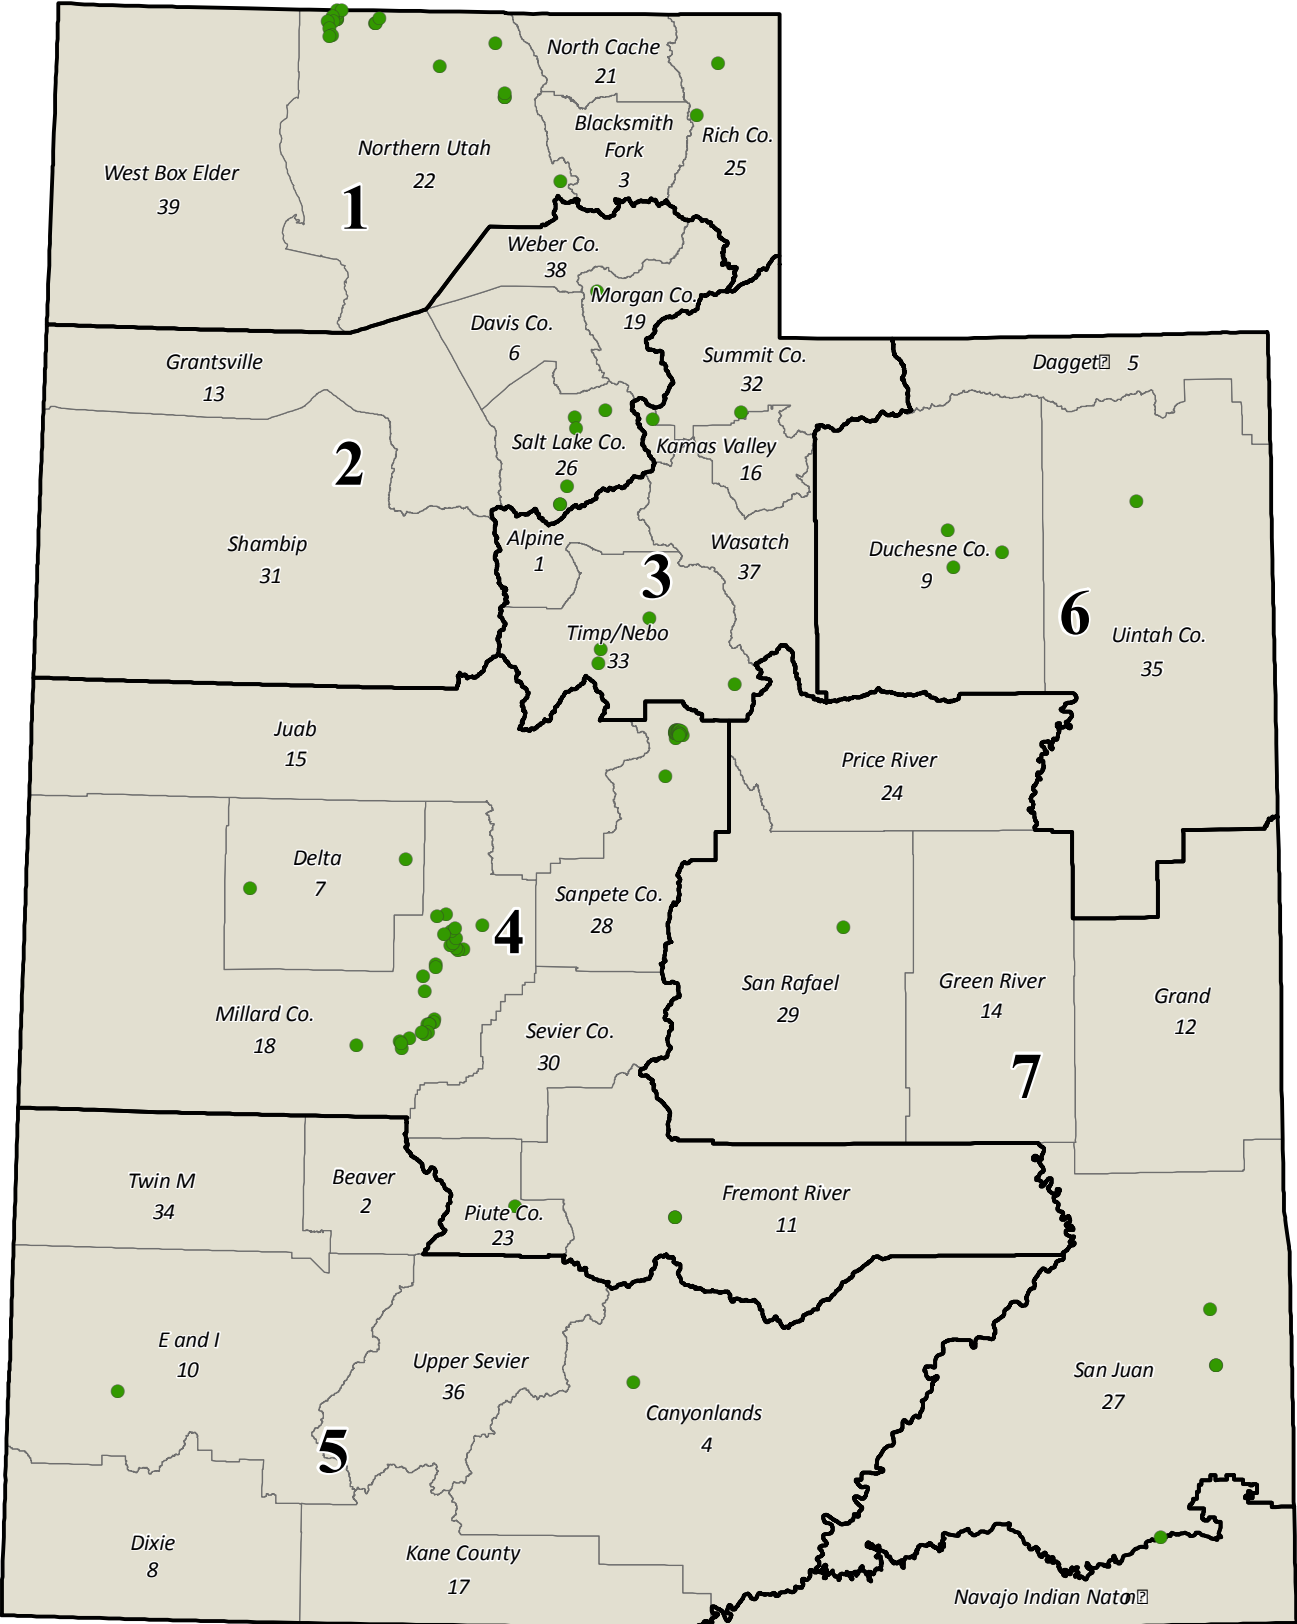 North Cache
21
Blacksmith
Fork
3
Rich Co.
25
Northern Utah
22
West Box Elder
39
1
Weber Co.
38
Morgan Co.
19
Davis Co.
6
Summit Co.
32
Dagget 5
Grantsville
13
Salt Lake Co.
26
Kamas Valley
16
2
Shambip
31
Alpine
1
Wasatch
37
3
Duchesne Co.
9
6
Uintah Co.
35
Timp/Nebo
33
Juab
15
Price River
24
Delta
7
Sanpete Co.
28
4
San Rafael
29
Green River
14
Grand
12
Millard Co.
18
Sevier Co.
30
7
Twin M
34
Beaver
2
Piute Co.
23
Fremont River
11
E and I
10
Upper Sevier
36
San Juan
27
Canyonlands
4
5
Dixie
8
Kane County
17
Navajo Indian Naton